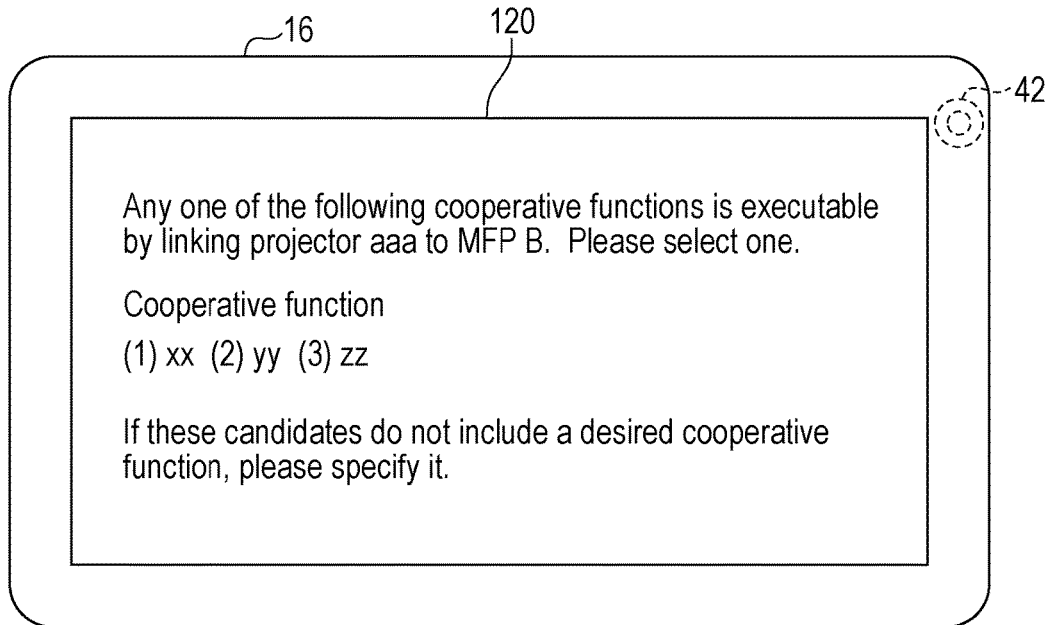 16
120
42
Any one of the following cooperative functions is executable
by linking projector aaa to MFP B. Please select one.
Cooperative function
(1) xx (2) yy (3) zz
If these candidates do not include a desired cooperative
function, please specify it.